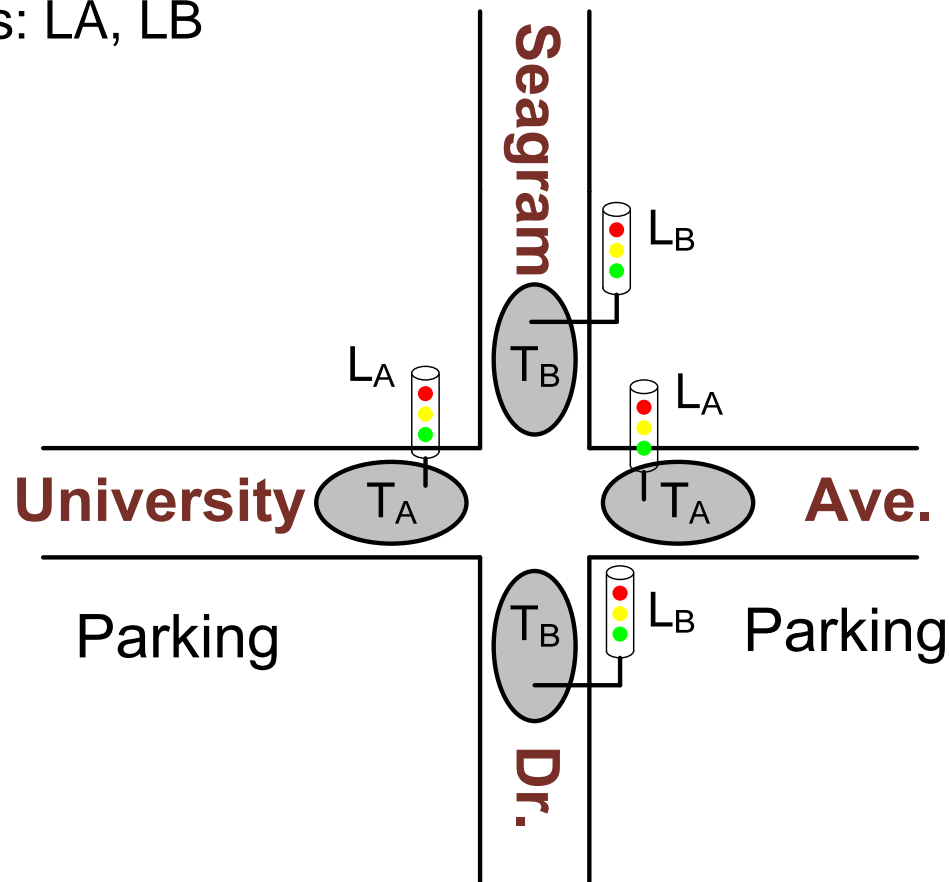 s: LA, LB
Seagram
LB
LA
LA
TB
University
TA
TA
Ave.
Parking
TB
LB
Parking
Dr.